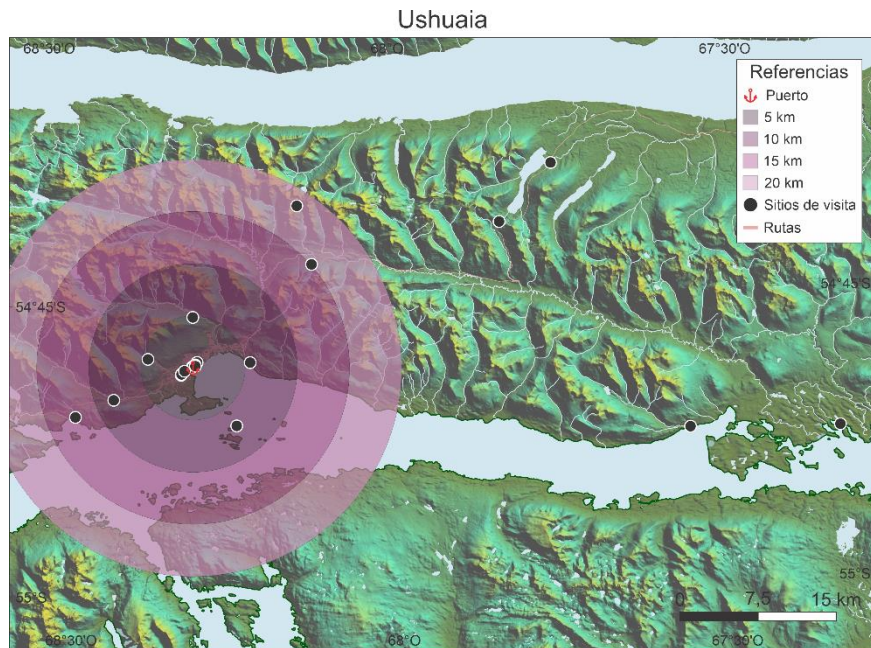 Ushuaia
68°30'O
68°O
67°30'O
Referencias
Puerto
5 km
10 km
15 km
20 km
Sitios de visita
Rutas
54°45'S
54°45'S
55°S
55°S
0 7,5 15 km
68°30'O
68°O
67°30'O